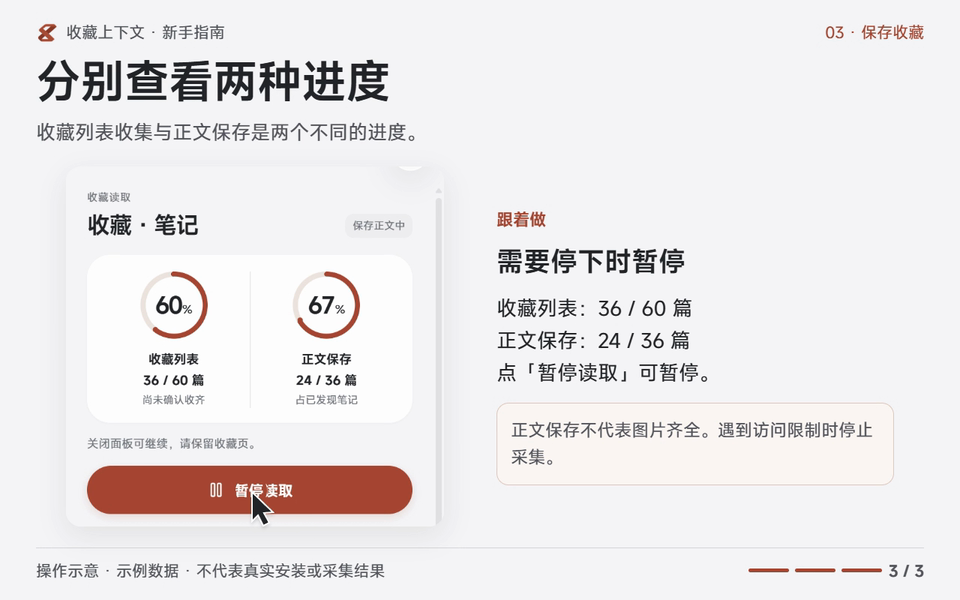 收藏上下文 · 新手指南
03 · 保存收藏
分别查看两种进度
收藏列表收集与正文保存是两个不同的进度。
收藏读取
收藏 · 笔记
保存正文中
60%
67%
收藏列表
正文保存
36 / 60 篇
24 / 36 篇
尚未确认收齐
占已发现笔记
关闭面板可继续，请保留收藏页。
暂停读取
跟着做
需要停下时暂停
收藏列表：36 / 60 篇
正文保存：24 / 36 篇
点「暂停读取」可暂停。
正文保存不代表图片齐全。遇到访问限制时停止
采集。
操作示意 · 示例数据 · 不代表真实安装或采集结果
3 / 3